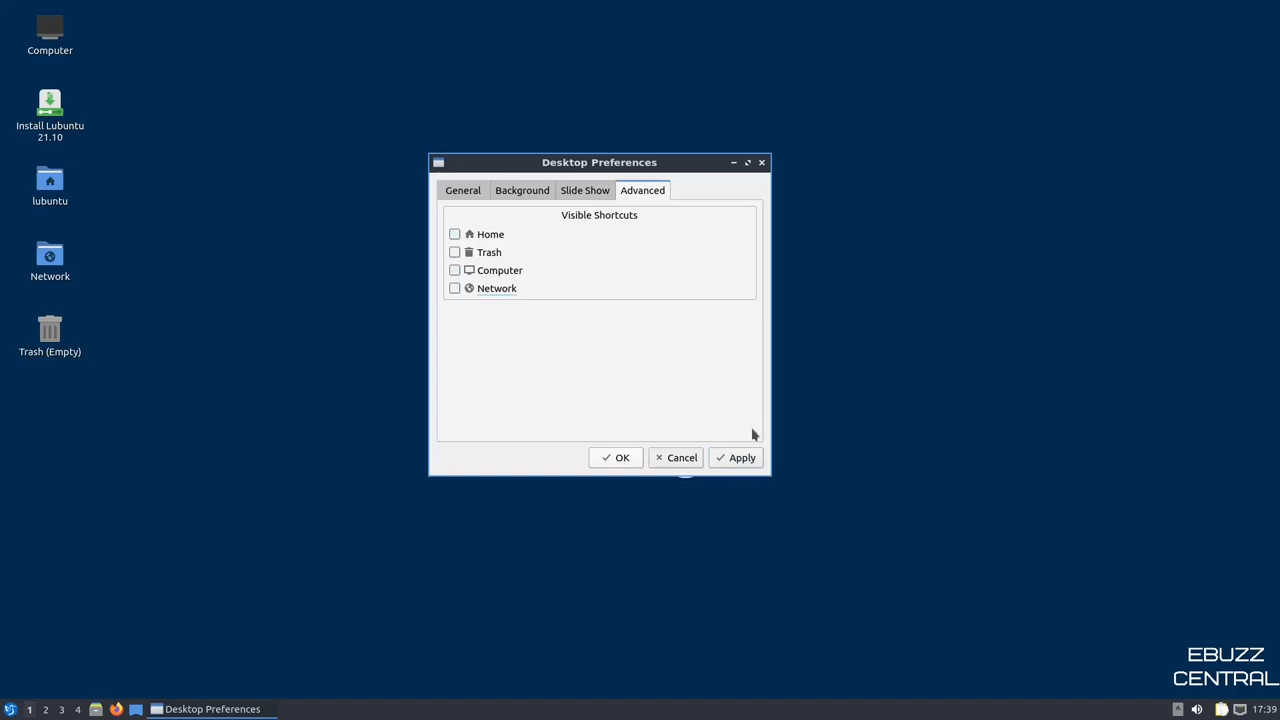 Computer
Install Lubuntu
21.10
lubuntu
Network
Trash (Empty)
Desktop Preferences
General
Background
Slide Show
Advanced
Visible Shortcuts
Home
Trash
Computer
Network
OK
Cancel
Apply
EBUZZ
CENTRAL
1
2
3
4
Desktop Preferences
17:39